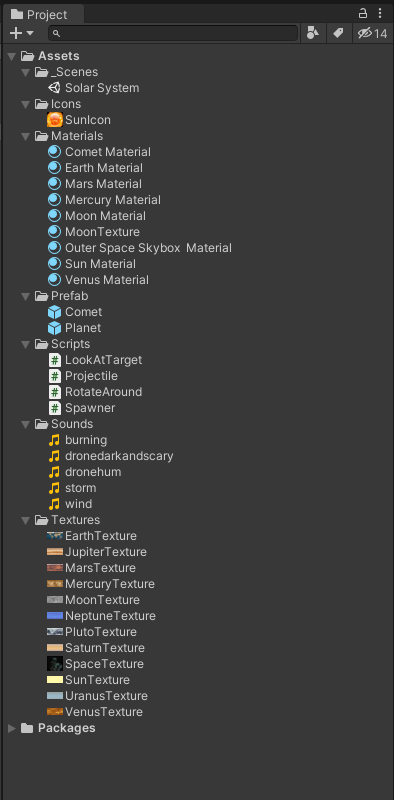 Project
14
Assets
_Scenes
Solar System
Icons
SunIcon
Materials
Comet Material
Earth Material
Mars Material
Mercury Material
Moon Material
MoonTexture
Outer Space Skybox  Material
Sun Material
Venus Material
Prefab
Comet
Planet
Scripts
# LookAtTarget
# Projectile
# RotateAround
# Spawner
Sounds
burning
dronedarkandscary
dronehum
storm
wind
Textures
EarthTexture
JupiterTexture
MarsTexture
MercuryTexture
MoonTexture
NeptuneTexture
PlutoTexture
SaturnTexture
SpaceTexture
SunTexture
UranusTexture
VenusTexture
Packages